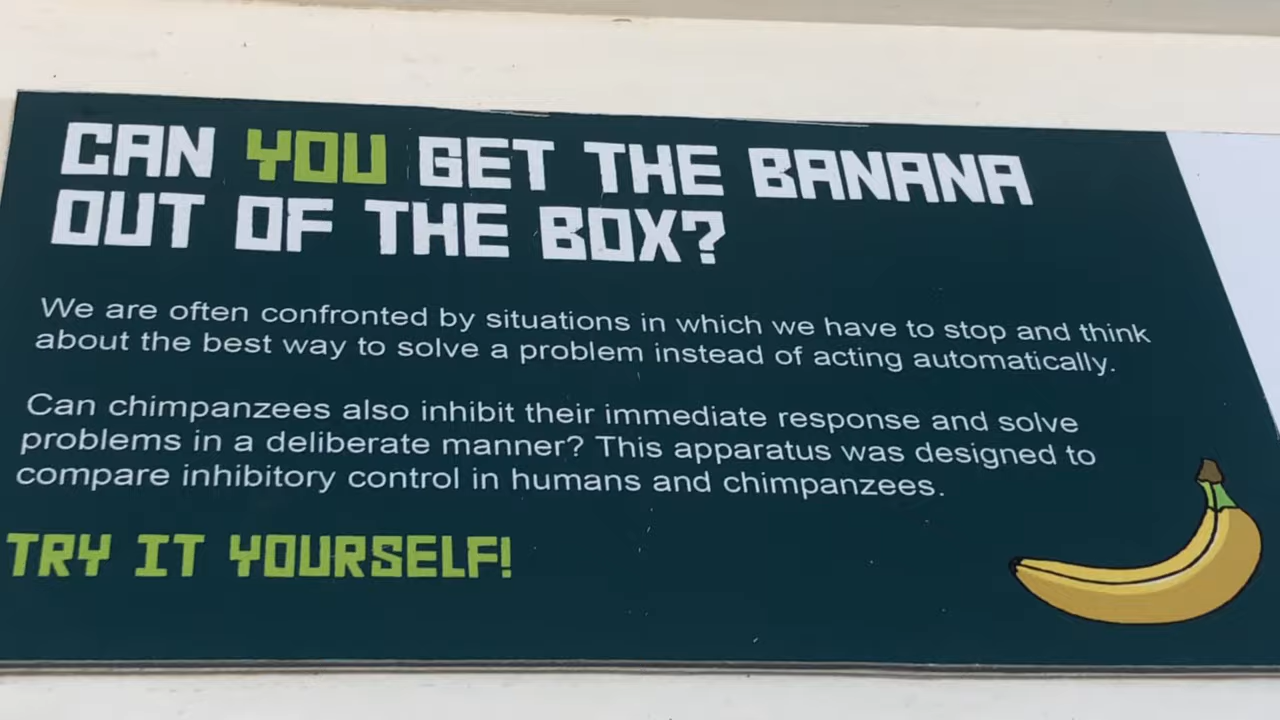 CAN YOU GET THE BANANA
OUT OF THE BOX?
We are often confronted by situations in which we have to stop and think
about the best way to solve a problem instead of acting automatically.
Can chimpanzees also inhibit their immediate response and solve
problems in a deliberate manner? This apparatus was designed to
compare inhibitory control in humans and chimpanzees.
TRY IT YOURSELF!